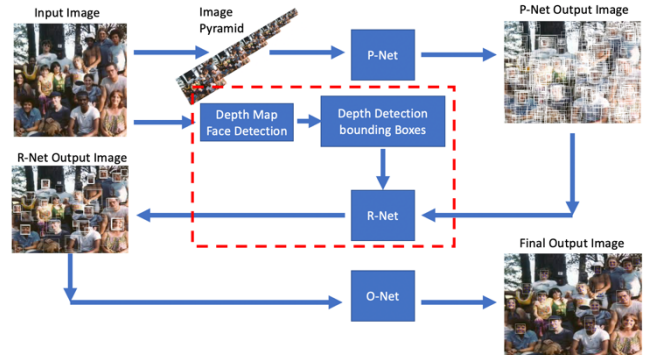 Input Image
Image
Pyramid
P-Net
P-Net Output Image
Depth Map
Face Detection
Depth Detection
bounding Boxes
R-Net Output Image
R-Net
Final Output Image
O-Net